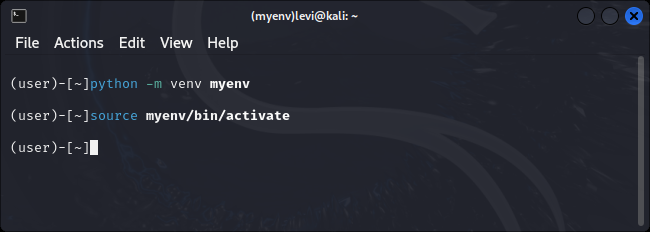 (myenv)levi@kali: ~
File Actions Edit View Help
(user)-[~]python -m venv myenv
(user)-[~]source myenv/bin/activate
(user)-[~]